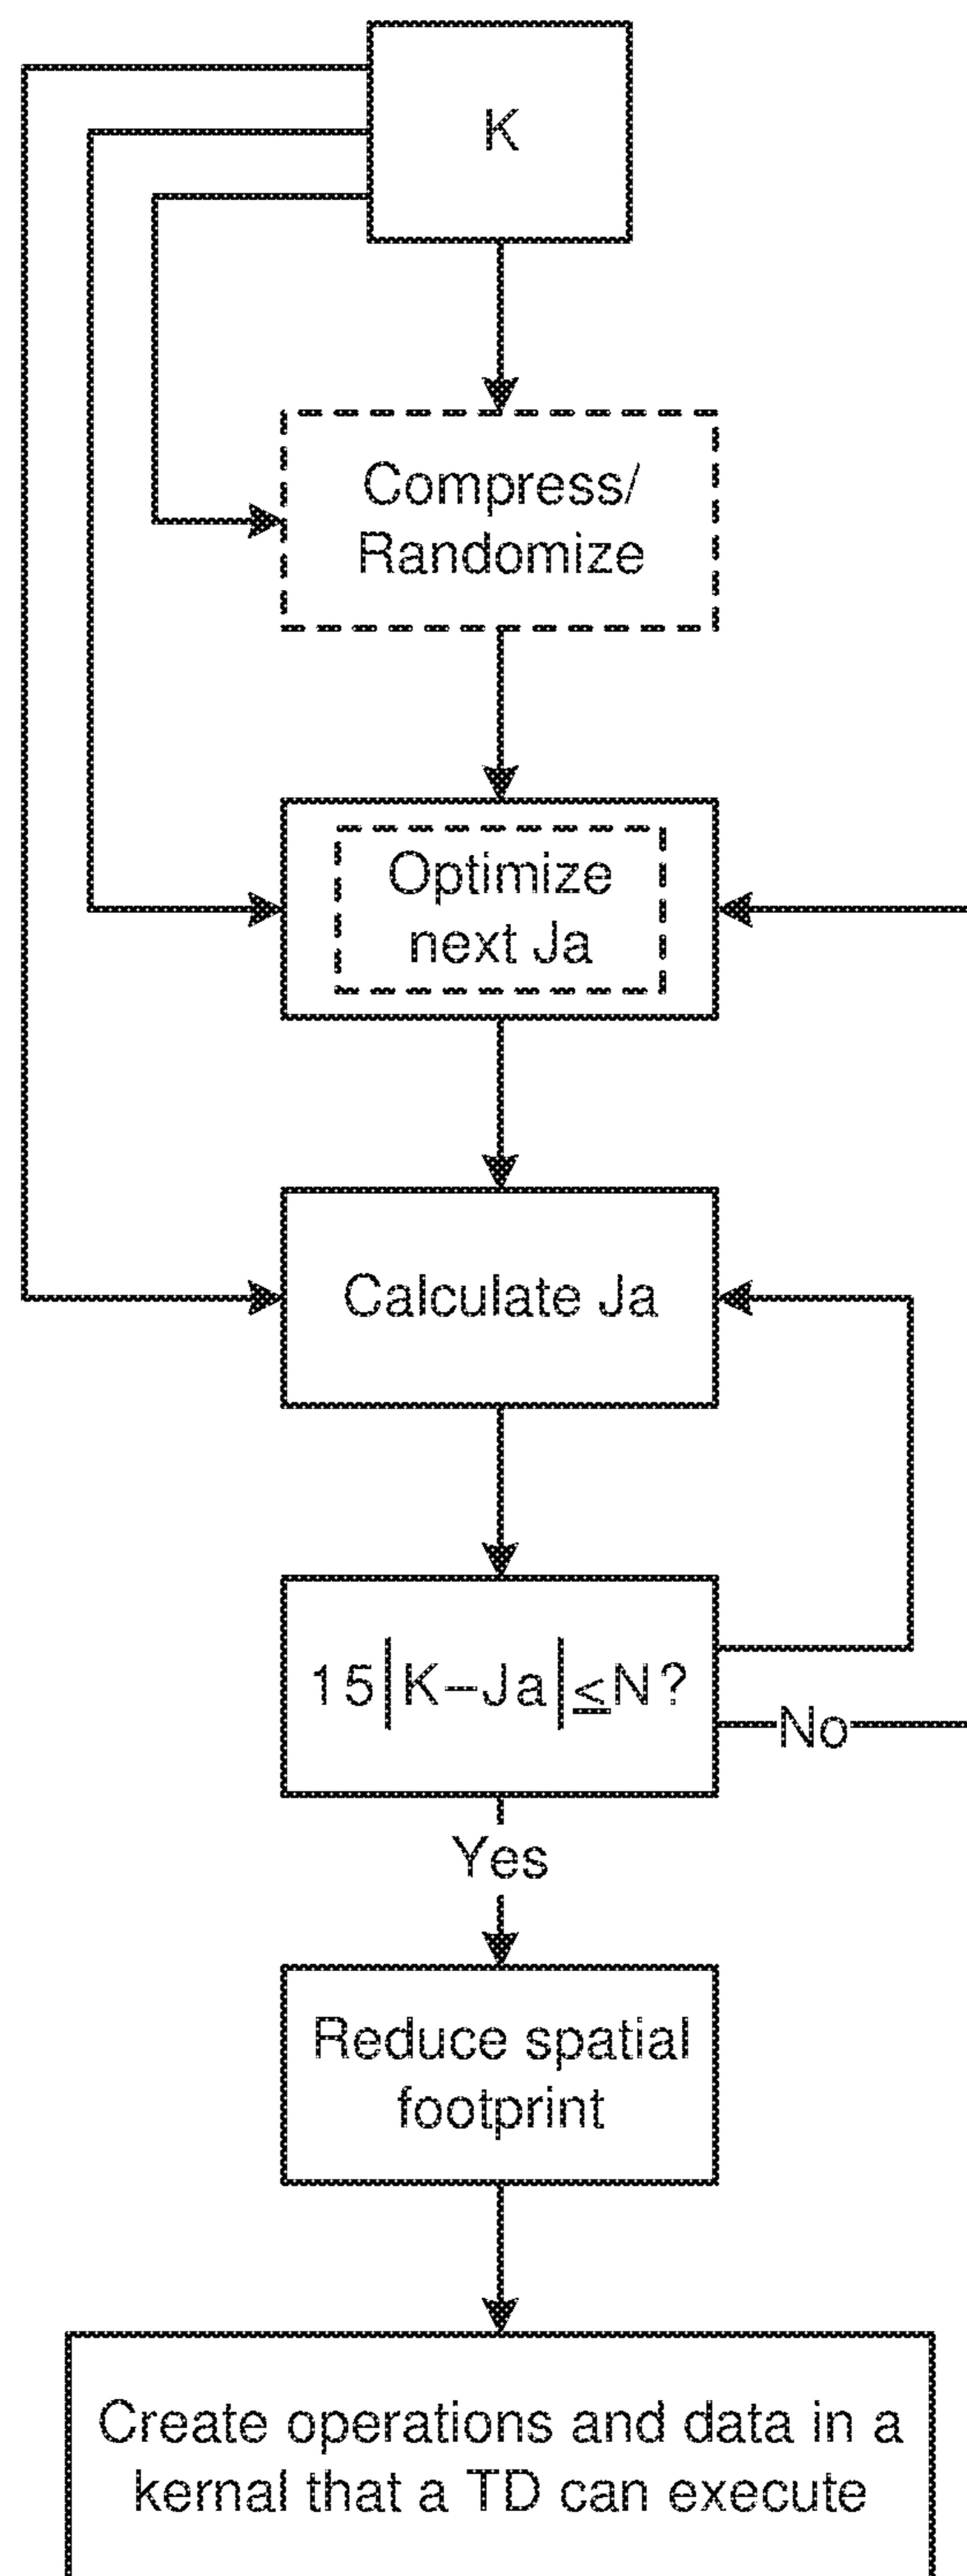 K
Compress/
Randomize
Optimize
next Ja
Calculate Ja
15|K−Ja|≤N?
No
Yes
Reduce spatial
footprint
Create operations and data in a
kernal that a TD can execute